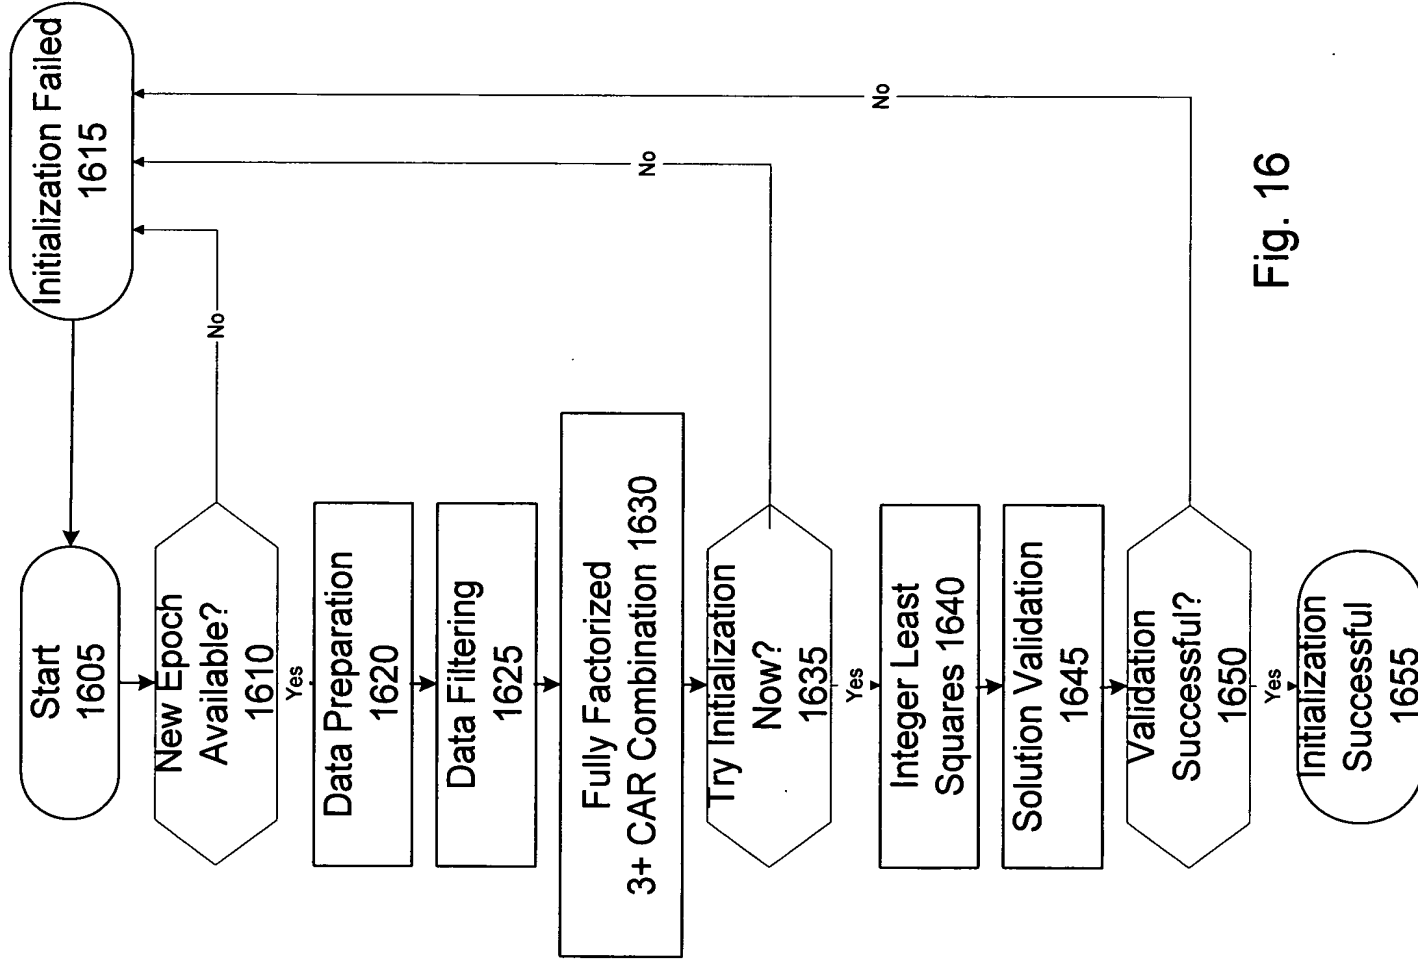 Start
1605
New Epoch
Available?
1610
No
Initialization Failed
1615
Yes
Data Preparation
1620
Data Filtering
1625
Fully Factorized
3+ CAR Combination 1630
Try Initialization
Now?
1635
No
Yes
Integer Least
Squares 1640
Solution Validation
1645
Validation
Successful?
1650
No
Yes
Initialization
Successful
1655
Fig. 16